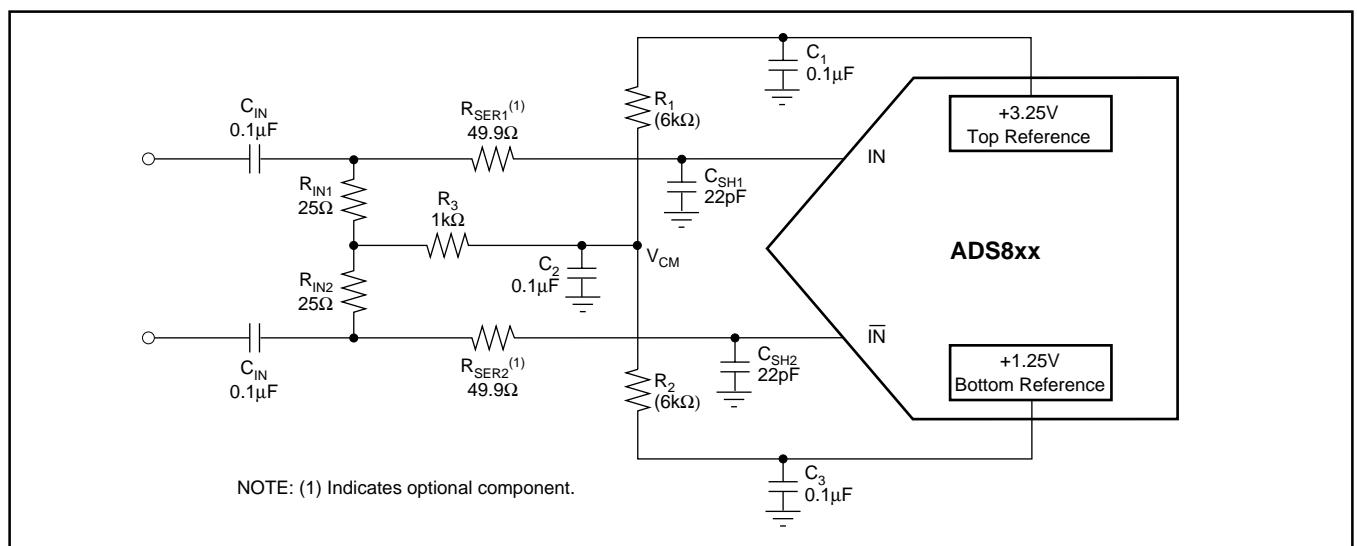 C1
0.1µF
R1
(6kΩ)
+3.25V
Top Reference
CIN
0.1µF
RSER1(1)
49.9Ω
IN
RIN1
25Ω
CSH1
22pF
R3
1kΩ
ADS8xx
VCM
C2
0.1µF
RIN2
25Ω
I̅N̅
CIN
0.1µF
RSER2(1)
49.9Ω
CSH2
22pF
R2
(6kΩ)
+1.25V
Bottom Reference
C3
0.1µF
NOTE: (1) Indicates optional component.